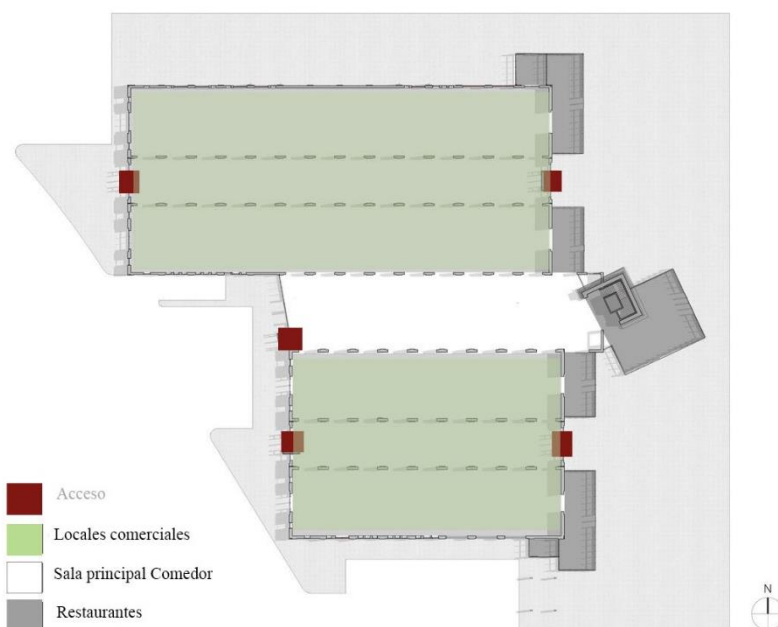 Acceso
Locales comerciales
Sala principal Comedor
Restaurantes
N